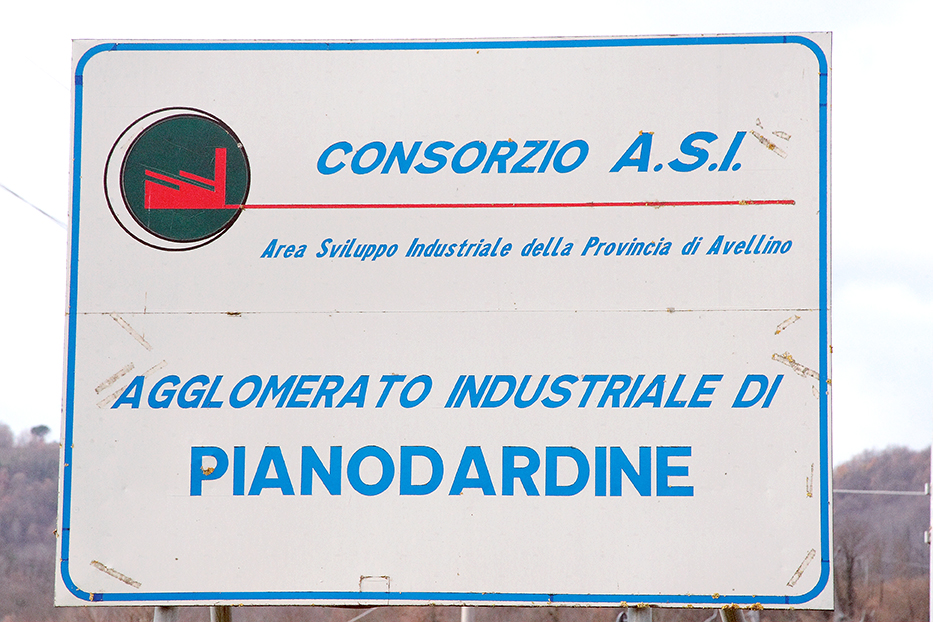 CONSORZIO A.S.I.
Area Sviluppo Industriale della Provincia di Avellino
AGGLOMERATO INDUSTRIALE DI
PIANODARDINE